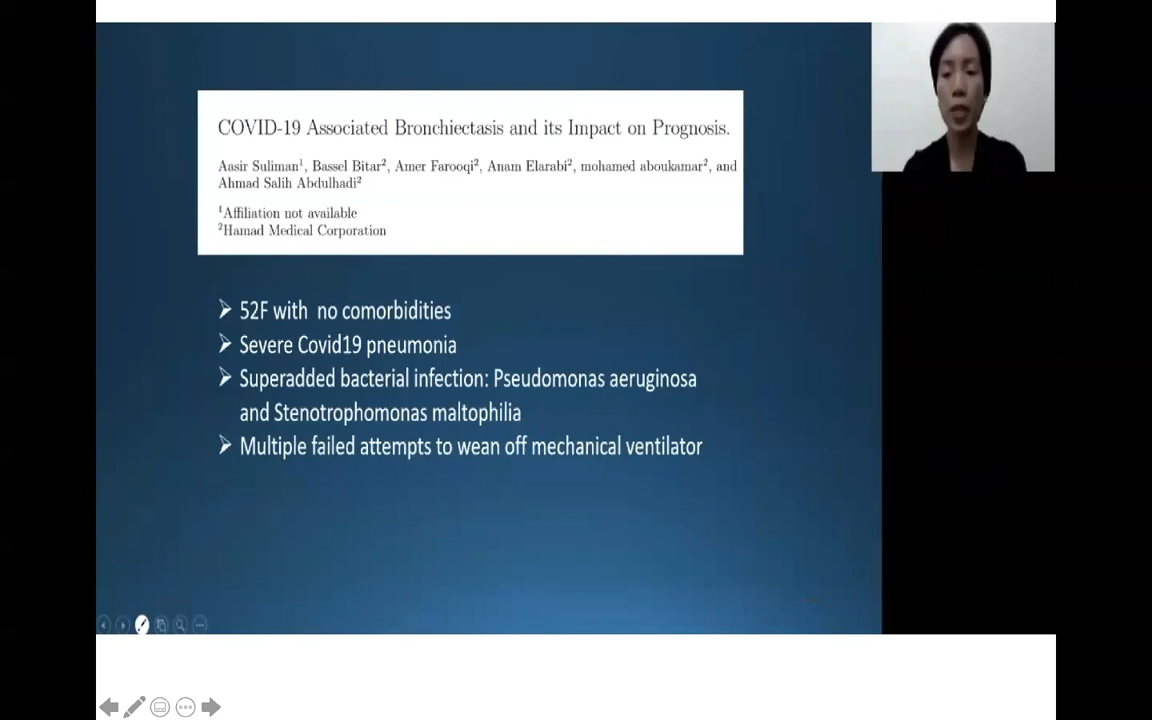 COVID-19 Associated Bronchiectasis and its Impact on Prognosis.
Aasir Suliman¹, Bassel Bitar², Amer Farooqi², Anam Elarabi², mohamed aboukamar², and
Ahmad Salih Abdulhadi²
¹Affiliation not available
²Hamad Medical Corporation
➢ 52F with no comorbidities
➢ Severe Covid19 pneumonia
➢ Superadded bacterial infection: Pseudomonas aeruginosa
and Stenotrophomonas maltophilia
➢ Multiple failed attempts to wean off mechanical ventilator